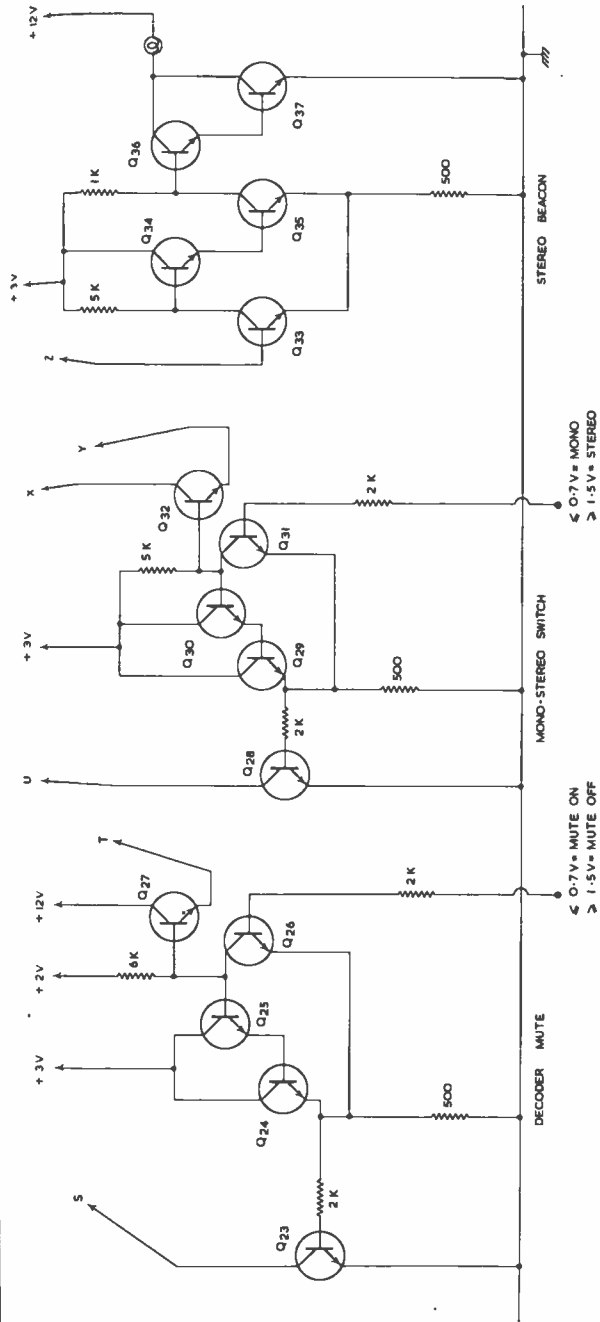 + 12V
Q36
Q37
1K
Q34
Q35
500
+ 3V
5K
Z
Q33
STEREO BEACON
Y
X
Q32
5K
Q31
2K
⩽ 0·7V = MONO
⩾ 1·5V = STEREO
+ 3V
Q30
Q29
500
MONO-STEREO SWITCH
2K
U
Q28
T
+ 12V
Q27
+ 2V
6K
Q26
2K
⩽ 0·7V = MUTE ON
⩾ 1·5V = MUTE OFF
+ 3V
Q25
Q24
500
DECODER MUTE
S
2K
Q23